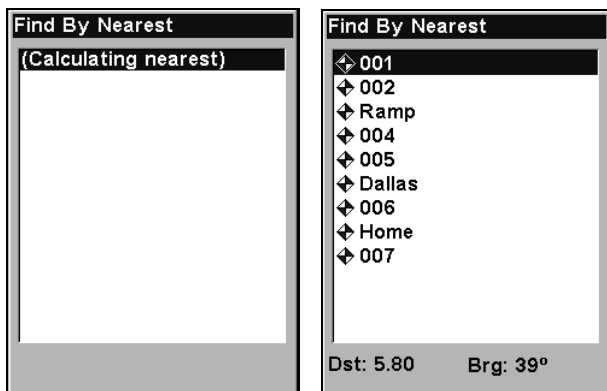 Find By Nearest
(Calculating nearest)
Find By Nearest
001
002
Ramp
004
005
Dallas
006
Home
007
Dst: 5.80 Brg: 39º